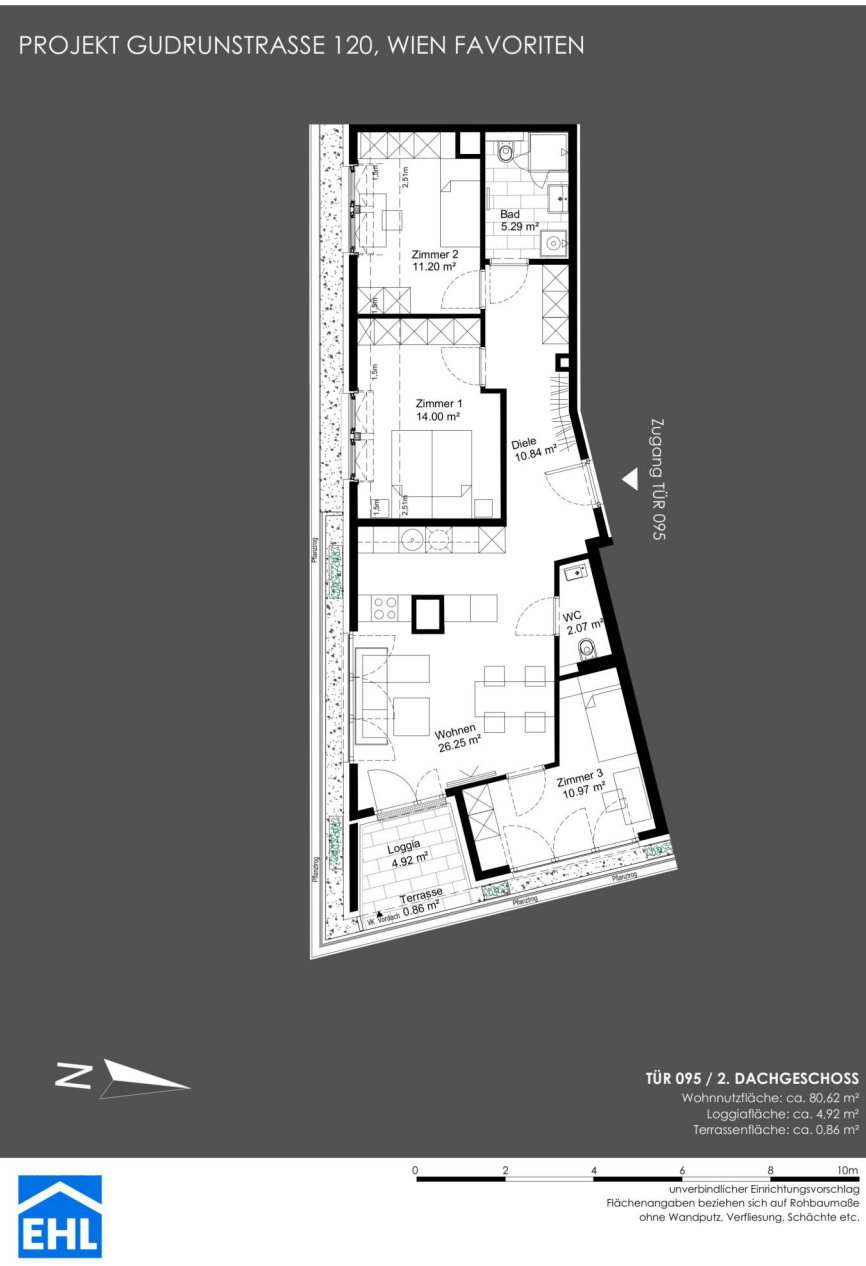 PROJEKT GUDRUNSTRASSE 120, WIEN FAVORITEN
1,5m
2,51m
Bad
5.29 m²
Zimmer 2
11.20 m²
1,5m
1,5m
Zimmer 1
14.00 m²
Diele
10.84 m²
Zugang TÜR 095
1,5m
2,51m
Pflanztrog
WC
2.07 m²
Wohnen
26.25 m²
Zimmer 3
10.97 m²
Loggia
4.92 m²
Pflanztrog
Terrasse
0.86 m²
VK Vordach
Pflanztrog
Pflanztrog
N
TÜR 095 / 2. DACHGESCHOSS
Wohnnutzfläche: ca. 80,62 m²
Loggiafläche: ca. 4,92 m²
Terrassenfläche: ca. 0,86 m²
0 2 4 6 8 10m
unverbindlicher Einrichtungsvorschlag
Flächenangaben beziehen sich auf Rohbaumaße
ohne Wandputz, Verfliesung, Schächte etc.
EHL